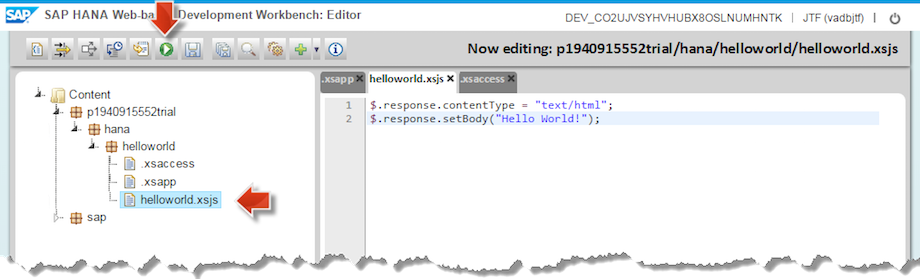 SAP SAP HANA Web-ba Development Workbench: Editor DEV_CO2UJVSYHVHUBX8OSLNUMHNTK | JTF (vadbjtf) |
Now editing: p1940915552trial/hana/helloworld/helloworld.xsjs
.xsapp helloworld.xsjs .xsaccess
Content
p1940915552trial
hana
helloworld
.xsaccess
.xsapp
helloworld.xsjs
sap
1 $.response.contentType = "text/html";
2 $.response.setBody("Hello World!");